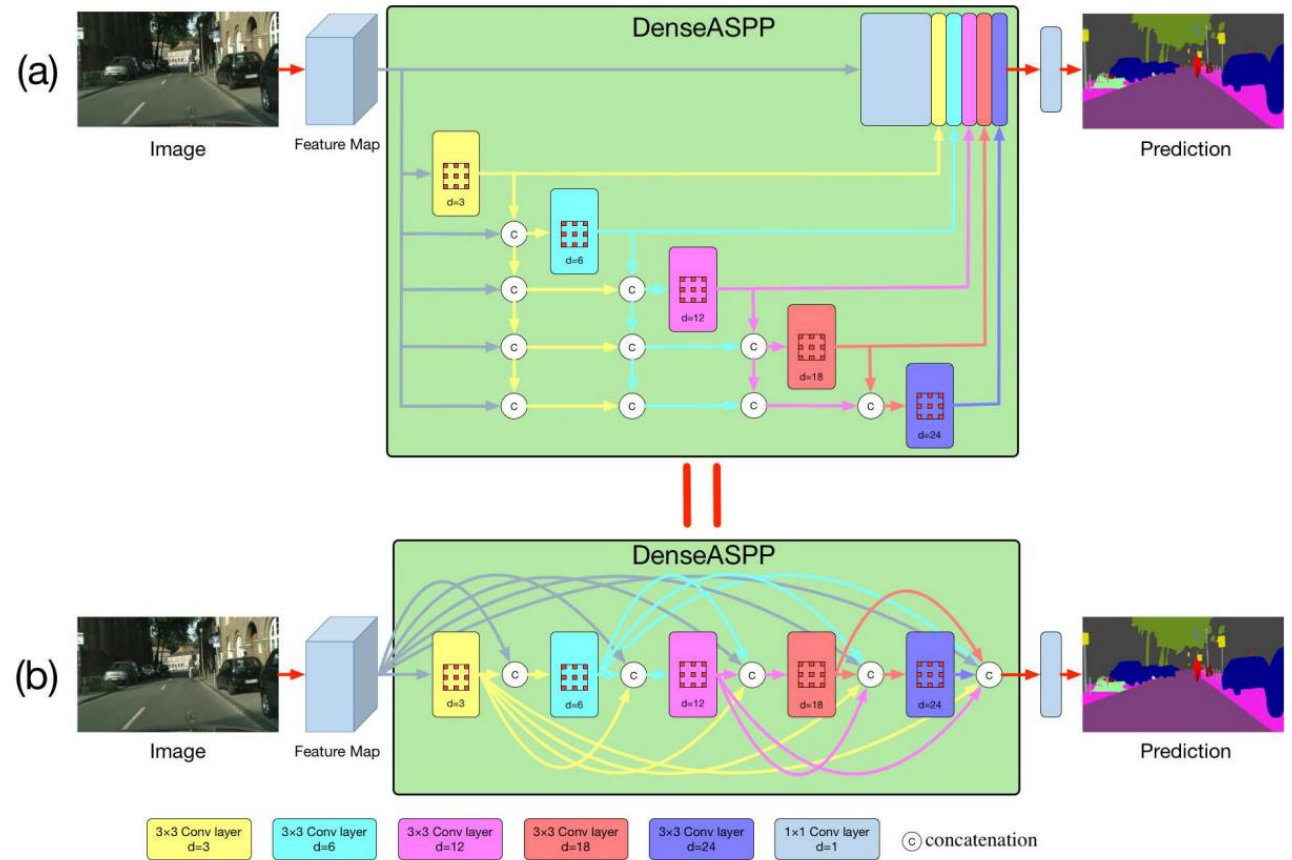 (a)
DenseASPP
Image
Feature Map
Prediction
d=3
C
d=6
C
C
d=12
C
C
C
d=18
C
C
C
C
d=24
DenseASPP
(b)
d=3
C
d=6
C
d=12
C
d=18
C
d=24
C
Image
Feature Map
Prediction
3×3 Conv layer
d=3
3×3 Conv layer
d=6
3×3 Conv layer
d=12
3×3 Conv layer
d=18
3×3 Conv layer
d=24
1×1 Conv layer
d=1
C concatenation